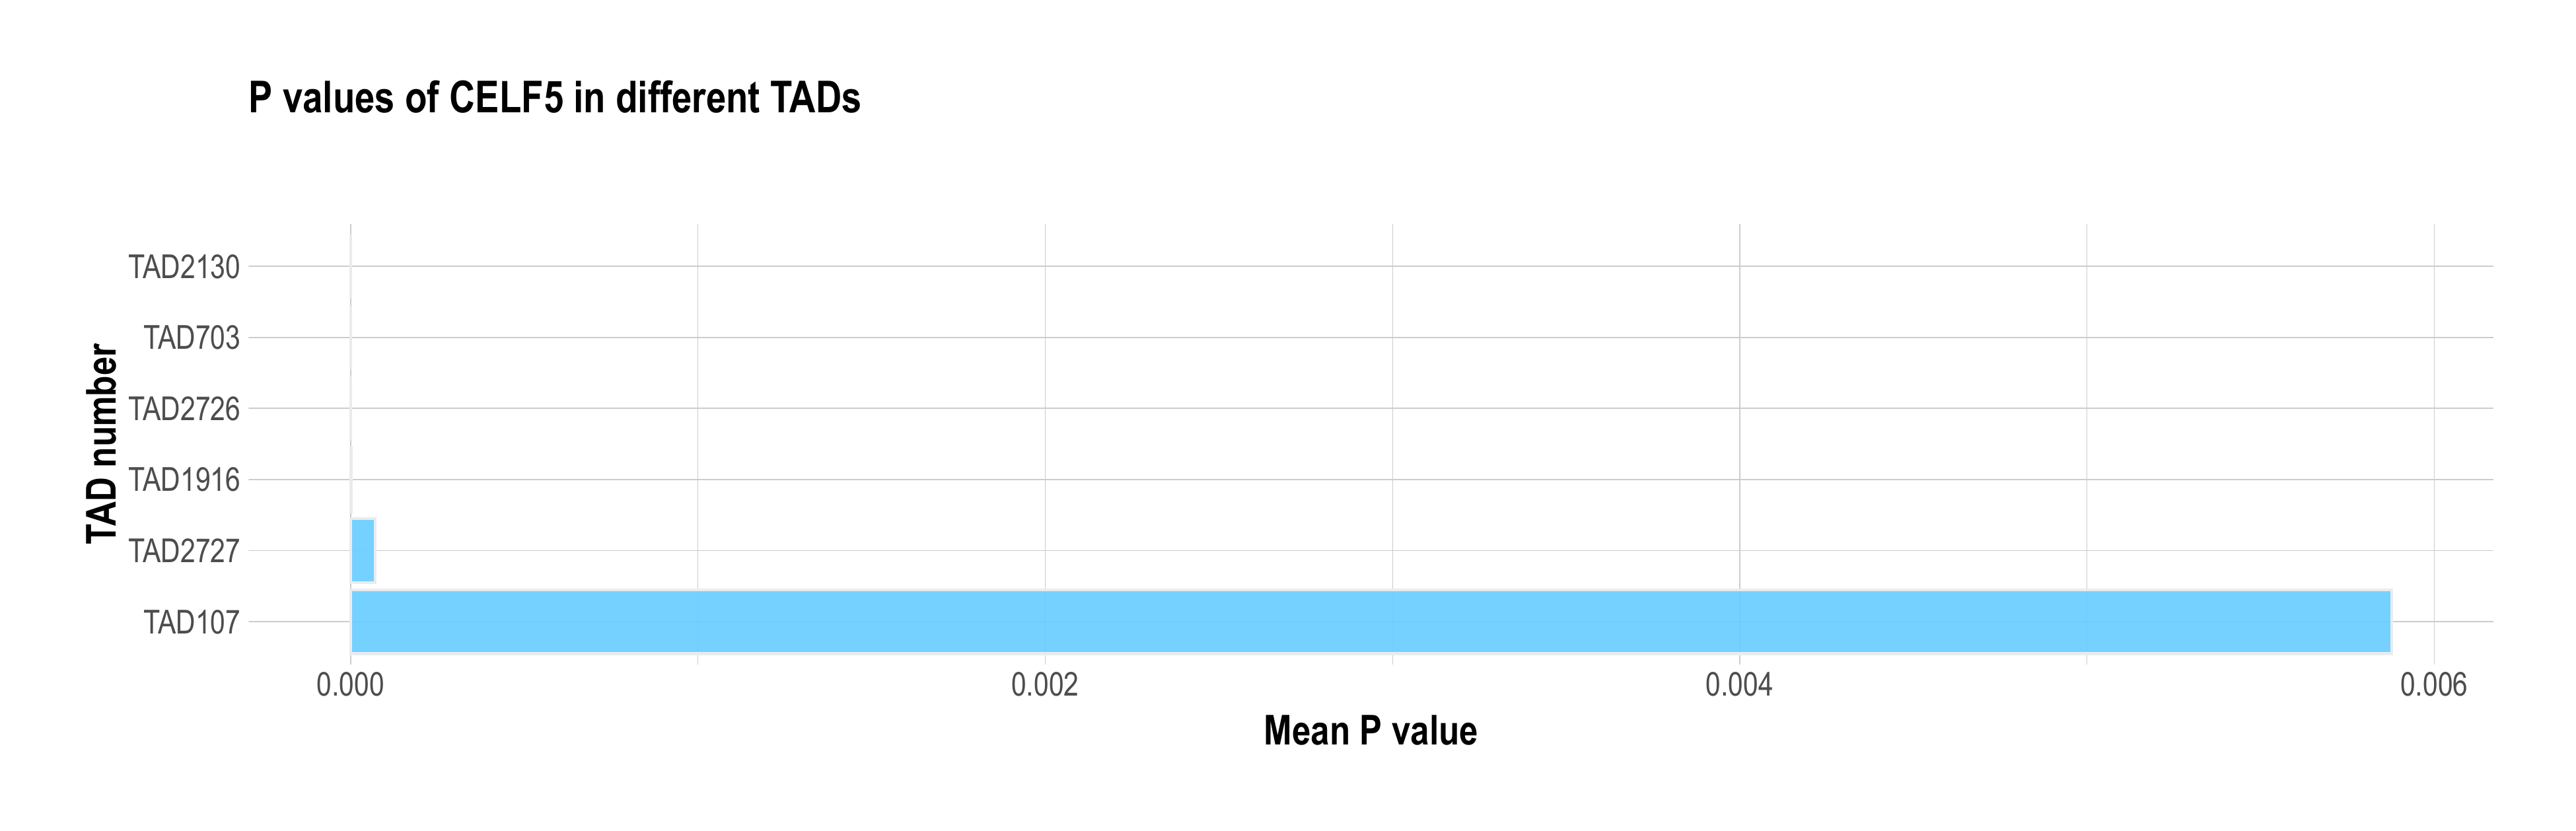 P values of CELF5 in different TADs
TAD number
TAD2130
TAD703
TAD2726
TAD1916
TAD2727
TAD107
0.000
0.002
0.004
0.006
Mean P value